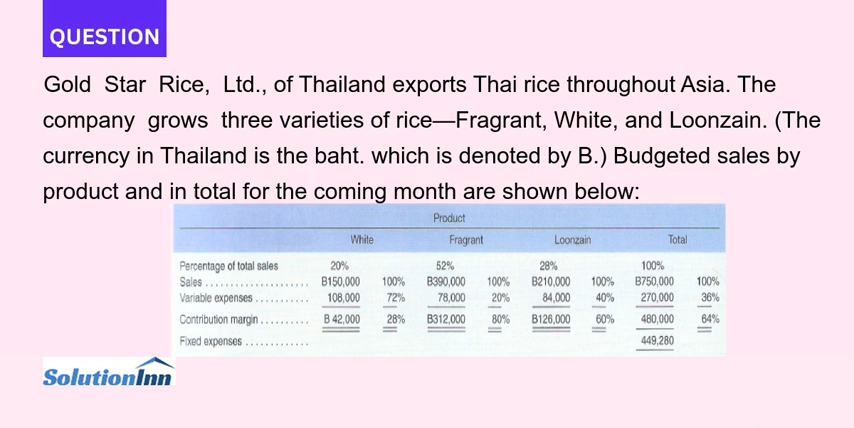 QUESTION
Gold Star Rice, Ltd., of Thailand exports Thai rice throughout Asia. The
company grows three varieties of rice—Fragrant, White, and Loonzain. (The
currency in Thailand is the baht. which is denoted by B.) Budgeted sales by
product and in total for the coming month are shown below:
Product
White Fragrant Loonzain Total
Percentage of total sales 20% 52% 28% 100%
Sales . . . . . . . . . . . . . . . . . . . . B150,000 100% B390,000 100% B210,000 100% B750,000 100%
Variable expenses . . . . . . . . . . 108,000 72% 78,000 20% 84,000 40% 270,000 36%
Contribution margin . . . . . . . . . B 42,000 28% B312,000 80% B126,000 60% 480,000 64%
Fixed expenses . . . . . . . . . . . . 449,280
SolutionInn